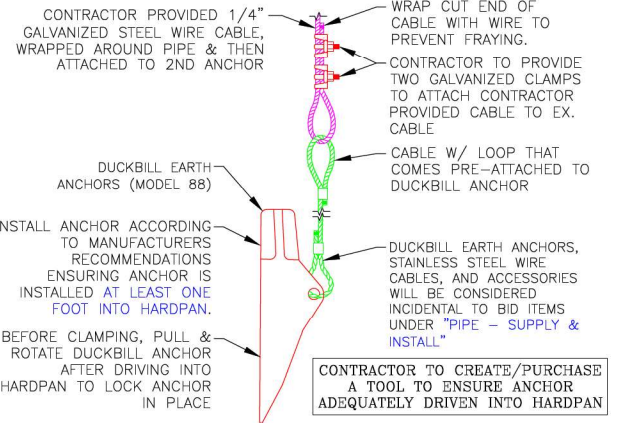 CONTRACTOR PROVIDED 1/4"
GALVANIZED STEEL WIRE CABLE,
WRAPPED AROUND PIPE & THEN
ATTACHED TO 2ND ANCHOR
WRAP CUT END OF
CABLE WITH WIRE TO
PREVENT FRAYING.
CONTRACTOR TO PROVIDE
TWO GALVANIZED CLAMPS
TO ATTACH CONTRACTOR
PROVIDED CABLE TO EX.
CABLE
CABLE W/ LOOP THAT
COMES PRE-ATTACHED TO
DUCKBILL ANCHOR
DUCKBILL EARTH
ANCHORS (MODEL 88)
INSTALL ANCHOR ACCORDING
TO MANUFACTURERS
RECOMMENDATIONS
ENSURING ANCHOR IS
INSTALLED AT LEAST ONE
FOOT INTO HARDPAN.
DUCKBILL EARTH ANCHORS,
STAINLESS STEEL WIRE
CABLES, AND ACCESSORIES
WILL BE CONSIDERED
INCIDENTAL TO BID ITEMS
UNDER "PIPE - SUPPLY &
INSTALL"
BEFORE CLAMPING, PULL &
ROTATE DUCKBILL ANCHOR
AFTER DRIVING INTO
HARDPAN TO LOCK ANCHOR
IN PLACE
CONTRACTOR TO CREATE/PURCHASE
A TOOL TO ENSURE ANCHOR
ADEQUATELY DRIVEN INTO HARDPAN